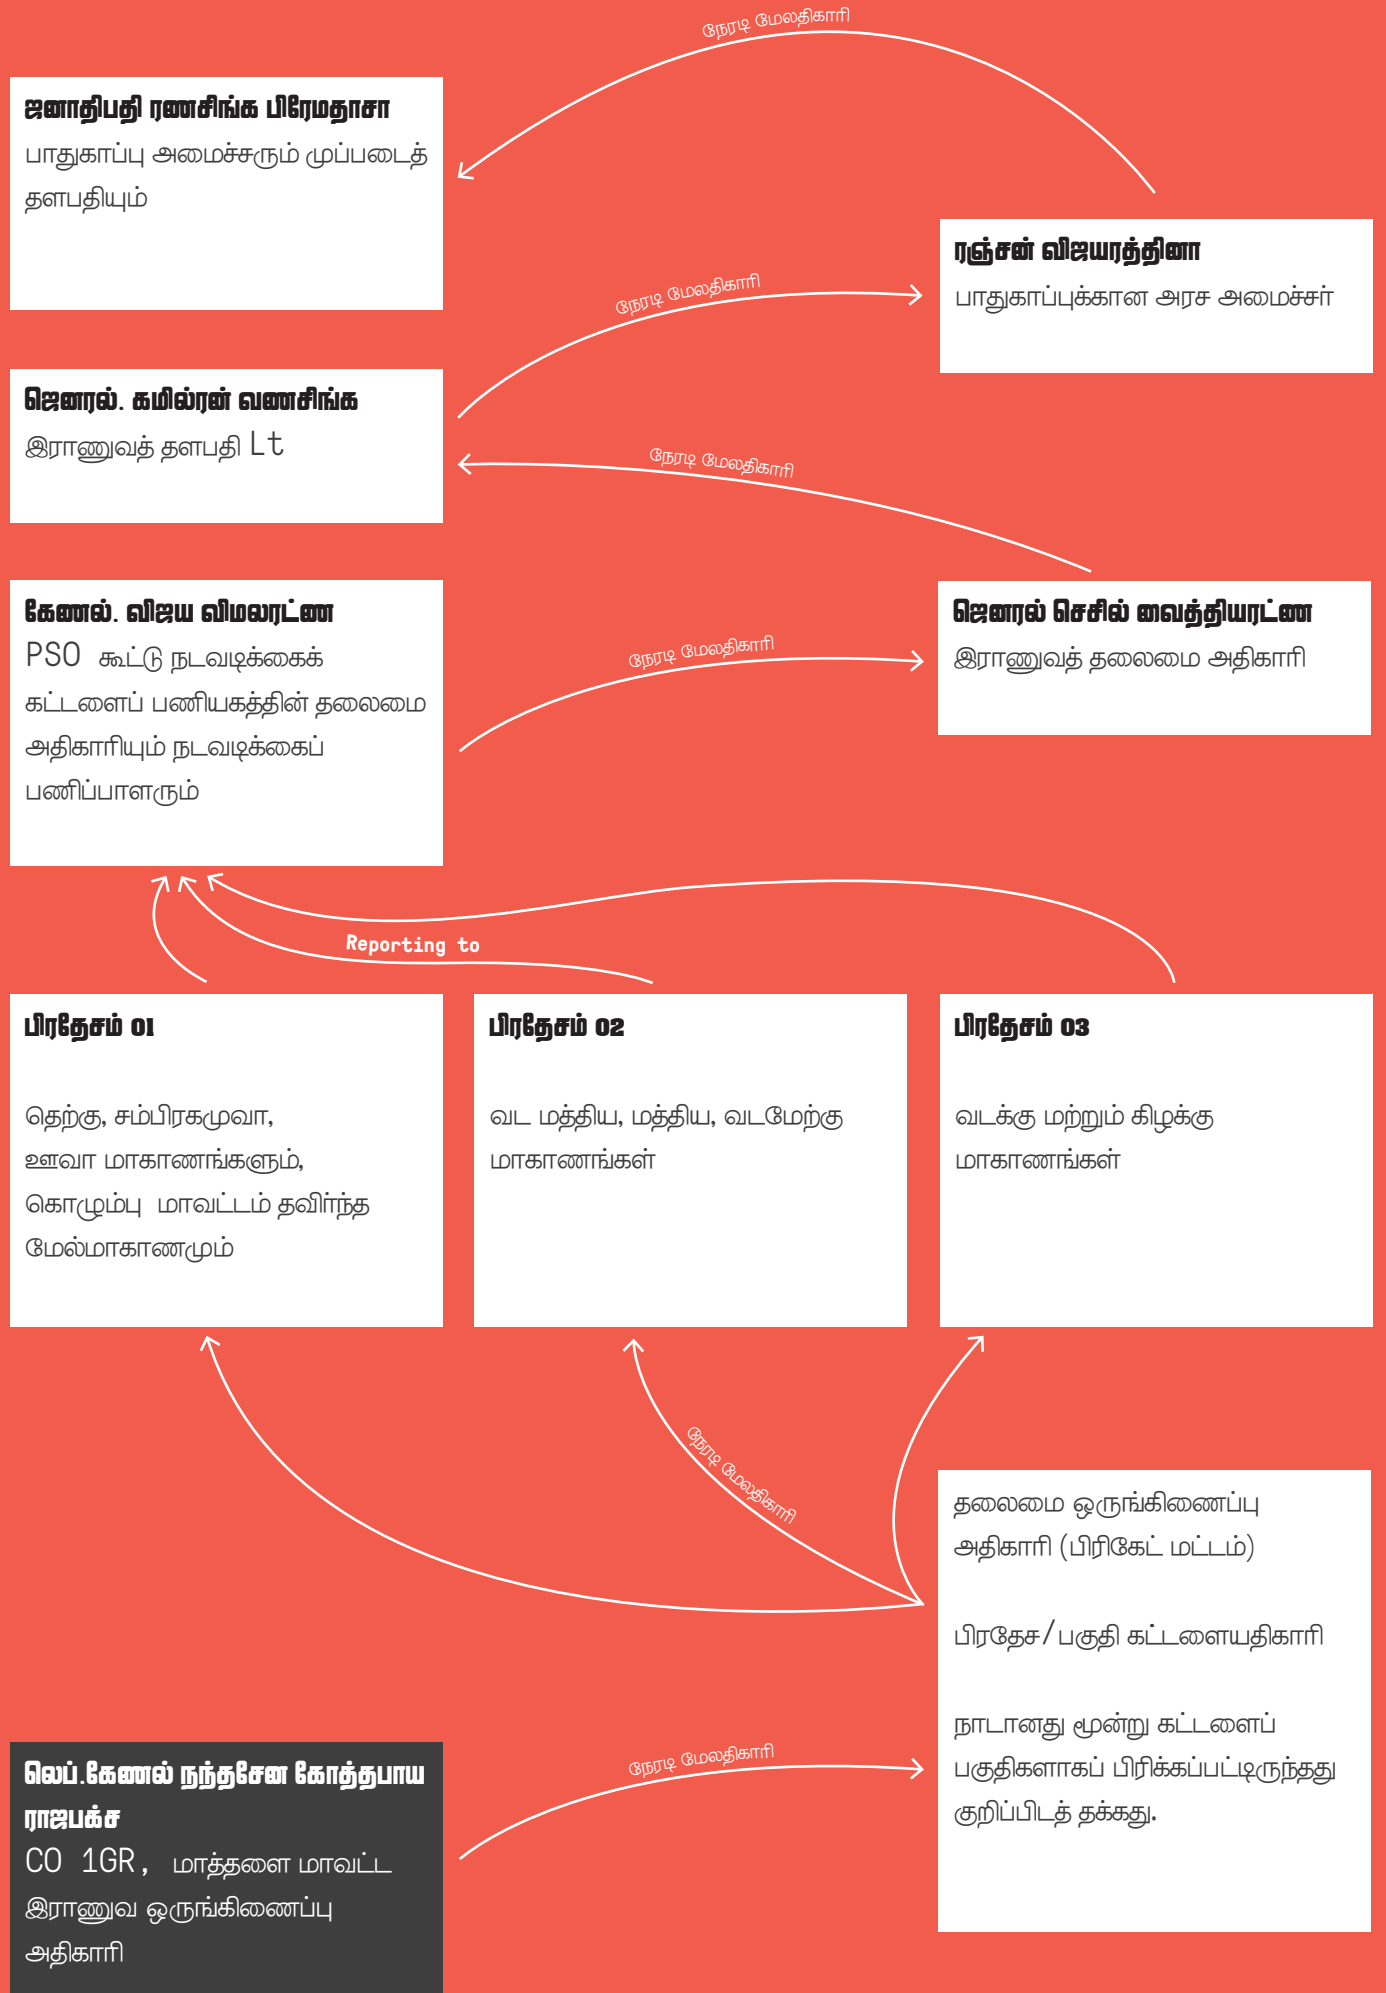 நேரடி மேலதிகாரி
ஜனாதிபதி ரணசிங்க பிரேமதாசா
பாதுகாப்பு அமைச்சரும் முப்படைத்
தளபதியும்
ரஞ்சன் விஜயரத்தினா
பாதுகாப்புக்கான அரச அமைச்சர்
நேரடி மேலதிகாரி
ஜெனரல். கமில்ரன் வணசிங்க
இராணுவத் தளபதி Lt
நேரடி மேலதிகாரி
கேணல். விஜய விமலரட்ண
PSO கூட்டு நடவடிக்கைக்
கட்டளைப் பணியகத்தின் தலைமை
அதிகாரியும் நடவடிக்கைப்
பணிப்பாளரும்
நேரடி மேலதிகாரி
ஜெனரல் செசில் வைத்தியரட்ண
இராணுவத் தலைமை அதிகாரி
Reporting to
பிரதேசம் 01
தெற்கு, சம்பிரகமுவா,
ஊவா மாகாணங்களும்,
கொழும்பு மாவட்டம் தவிர்ந்த
மேல்மாகாணமும்
பிரதேசம் 02
வட மத்திய, மத்திய, வடமேற்கு
மாகாணங்கள்
பிரதேசம் 03
வடக்கு மற்றும் கிழக்கு
மாகாணங்கள்
நேரடி மேலதிகாரி
தலைமை ஒருங்கிணைப்பு
அதிகாரி (பிரிகேட் மட்டம்)
பிரதேச/பகுதி கட்டளையதிகாரி
நாடானது மூன்று கட்டளைப்
பகுதிகளாகப் பிரிக்கப்பட்டிருந்தது
குறிப்பிடத் தக்கது.
நேரடி மேலதிகாரி
லெப்.கேணல் நந்தசேன கோத்தபாய
ராஜபக்ச
CO 1GR, மாத்தளை மாவட்ட
இராணுவ ஒருங்கிணைப்பு
அதிகாரி